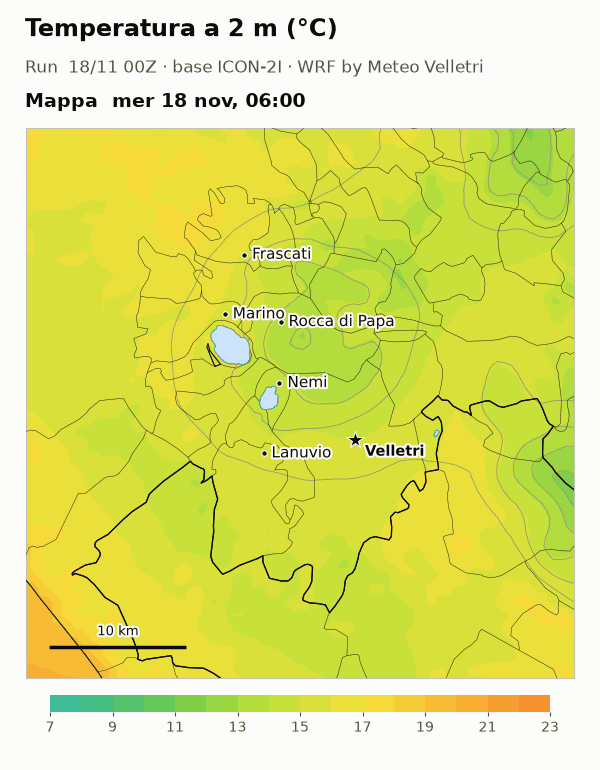 Temperatura a 2 m (°C)
Run  18/11 00Z · base ICON-2I · WRF by Meteo Velletri
Mappa  mer 18 nov, 06:00
Frascati
Marino
Rocca di Papa
Nemi
Velletri
Lanuvio
10 km
7 9 11 13 15 17 19 21 23